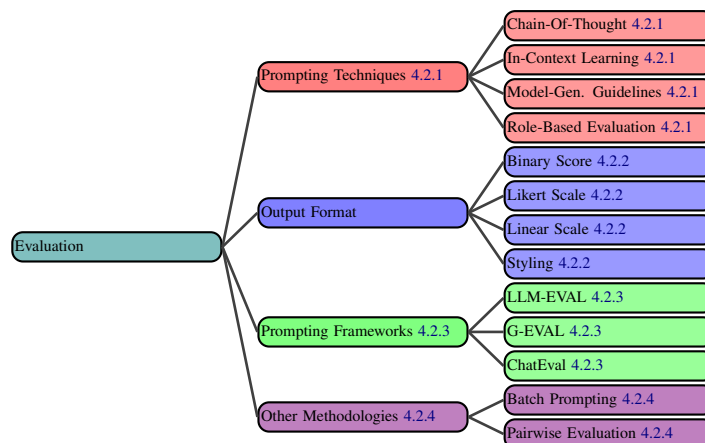 Evaluation
Prompting Techniques 4.2.1
Chain-Of-Thought 4.2.1
In-Context Learning 4.2.1
Model-Gen. Guidelines 4.2.1
Role-Based Evaluation 4.2.1
Output Format
Binary Score 4.2.2
Likert Scale 4.2.2
Linear Scale 4.2.2
Styling 4.2.2
Prompting Frameworks 4.2.3
LLM-EVAL 4.2.3
G-EVAL 4.2.3
ChatEval 4.2.3
Other Methodologies 4.2.4
Batch Prompting 4.2.4
Pairwise Evaluation 4.2.4